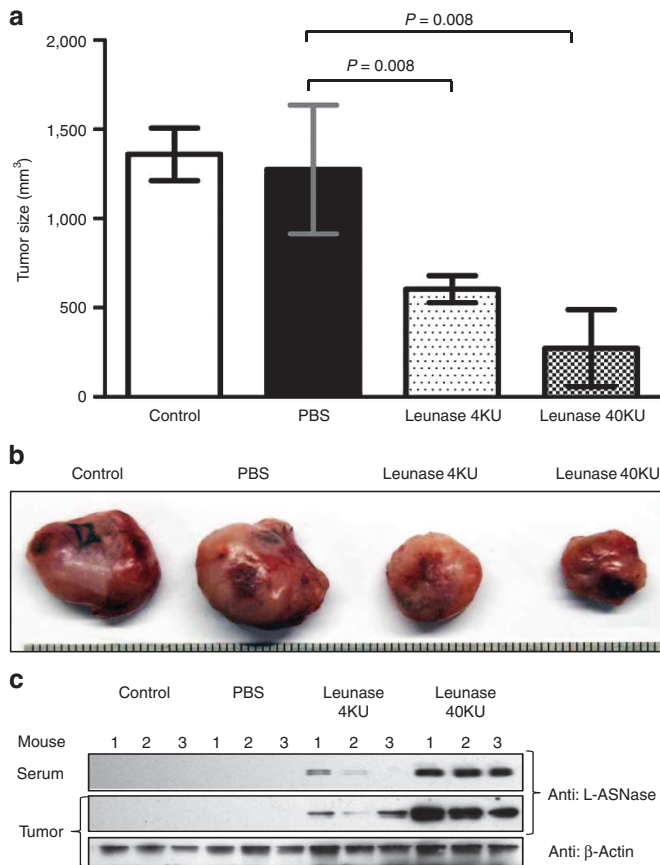 a
P = 0.008
P = 0.008
Tumor size (mm³)
2,000
1,500
1,000
500
0
Control PBS Leunase 4KU Leunase 40KU
b
Control PBS Leunase 4KU Leunase 40KU
c
Control PBS Leunase 4KU Leunase 40KU
Mouse 1 2 3 1 2 3 1 2 3 1 2 3
Serum
Anti: L-ASNase
Tumor
Anti: β-Actin